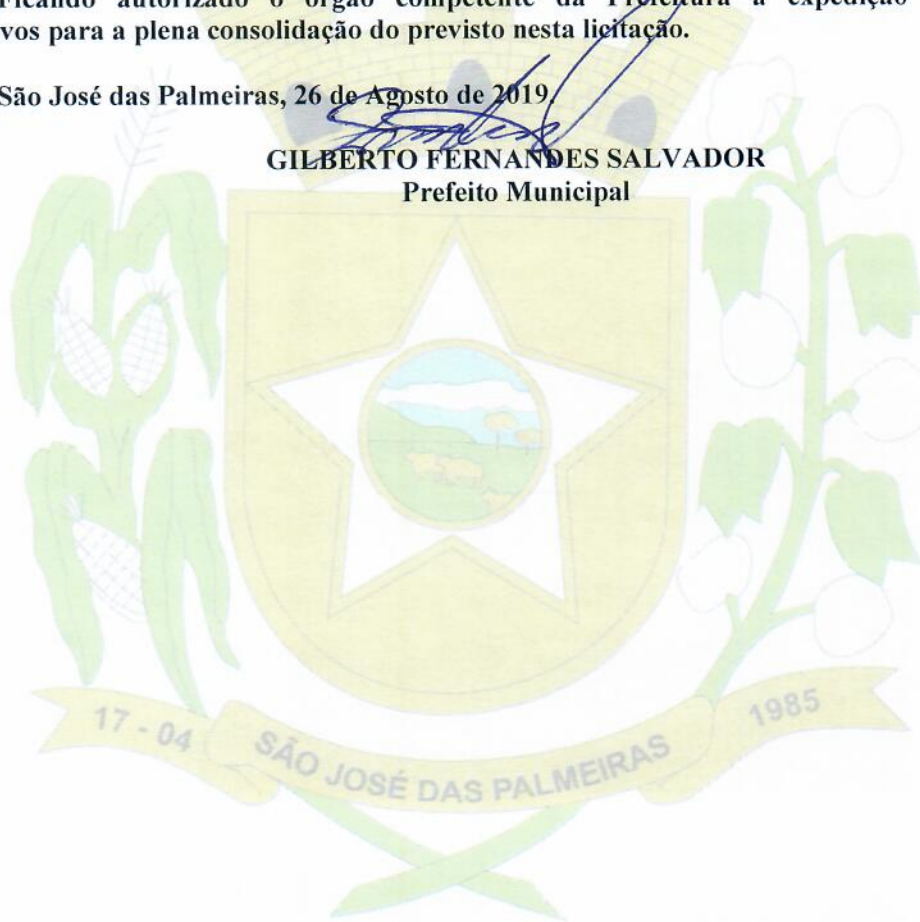 Ficando autorizado o órgão competente da Prefeitura a expedição
vos para a plena consolidação do previsto nesta licitação.
São José das Palmeiras, 26 de Agosto de 2019.
GILBERTO FERNANDES SALVADOR
Prefeito Municipal
17 - 04
SÃO JOSÉ DAS PALMEIRAS
1985